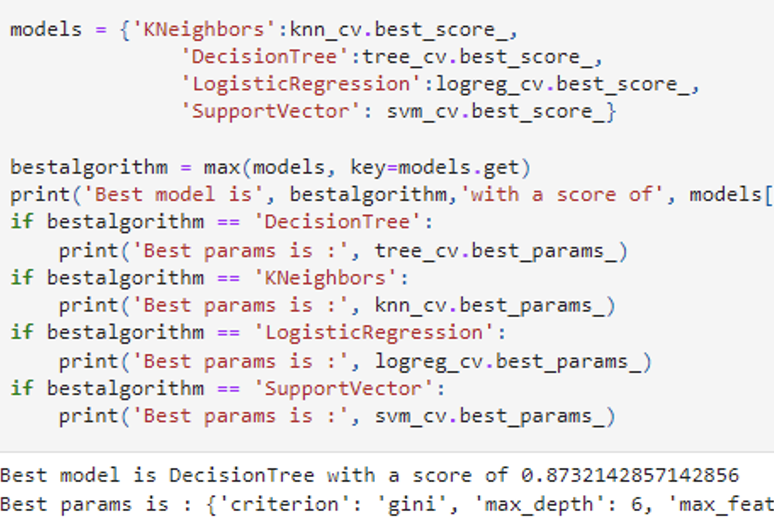 models = {'KNeighbors':knn_cv.best_score_,
'DecisionTree':tree_cv.best_score_,
'LogisticRegression':logreg_cv.best_score_,
'SupportVector': svm_cv.best_score_}
bestalgorithm = max(models, key=models.get)
print('Best model is', bestalgorithm,'with a score of', models[
if bestalgorithm == 'DecisionTree':
print('Best params is :', tree_cv.best_params_)
if bestalgorithm == 'KNeighbors':
print('Best params is :', knn_cv.best_params_)
if bestalgorithm == 'LogisticRegression':
print('Best params is :', logreg_cv.best_params_)
if bestalgorithm == 'SupportVector':
print('Best params is :', svm_cv.best_params_)
Best model is DecisionTree with a score of 0.8732142857142856
Best params is : {'criterion': 'gini', 'max_depth': 6, 'max_feat